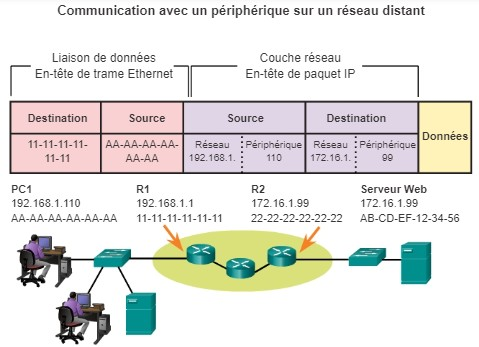 Communication avec un périphérique sur un réseau distant
Liaison de données
En-tête de trame Ethernet
Couche réseau
En-tête de paquet IP
Destination
Source
Source
Destination
Données
11-11-11-11-
11-11
AA-AA-AA-AA-
AA-AA
Réseau
192.168.1.
Périphérique
110
Réseau
172.16.1.
Périphérique
99
PC1
192.168.1.110
AA-AA-AA-AA-AA-AA
R1
192.168.1.1
11-11-11-11-11-11
R2
172.16.1.99
22-22-22-22-22-22
Serveur Web
172.16.1.99
AB-CD-EF-12-34-56